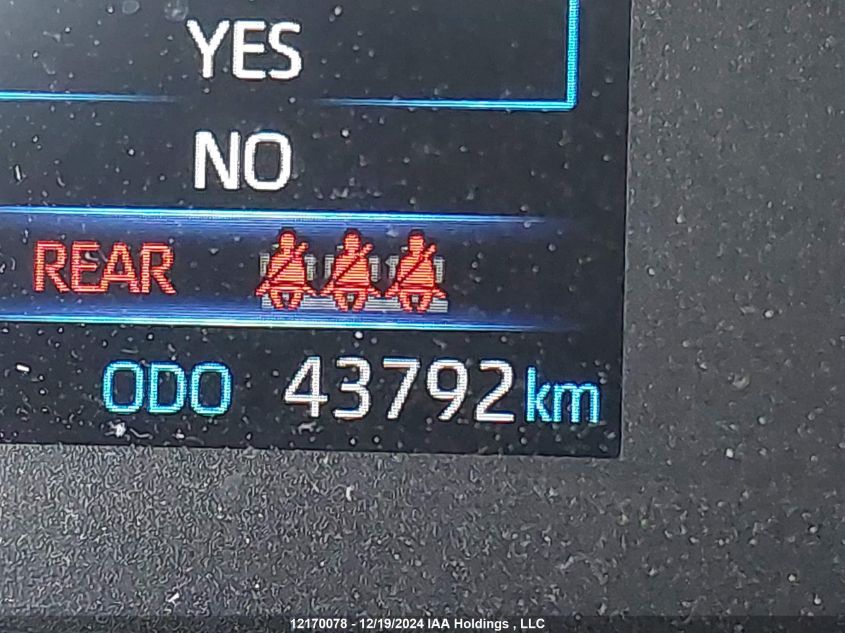 YES
NO
REAR
ODO 43792 km
12170078 - 12/19/2024 IAA Holdings , LLC